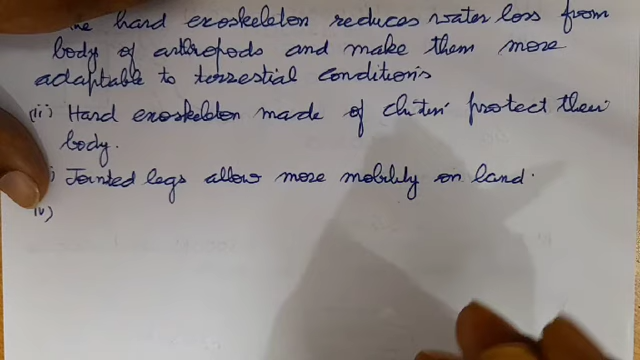 hard exoskeleton reduces water loss from
body of arthropods and make them more
adaptable to terrestial conditions
(ii) Hard exoskeleton made of chitin protect their
body.
) Jointed legs allow more mobility on land.
iv)